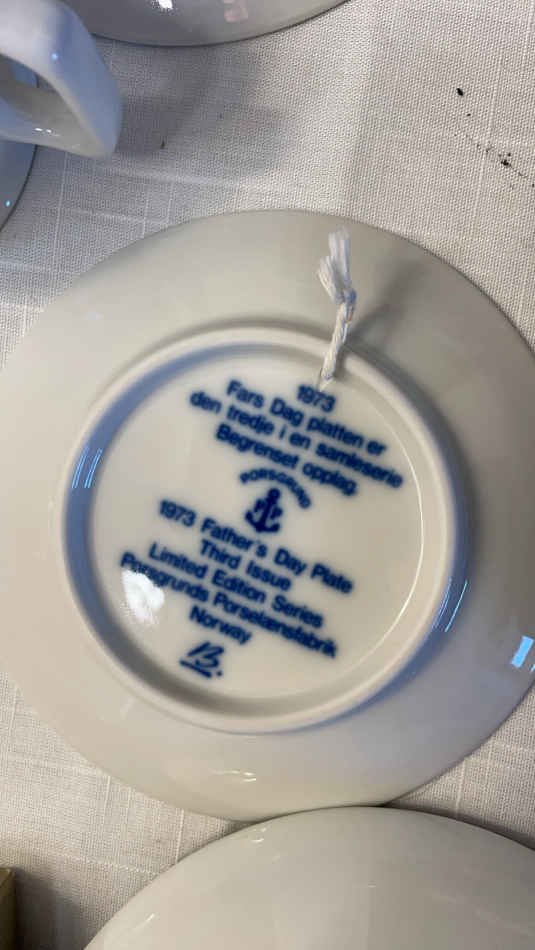 1973
Fars Dag platten er
den tredje i en samleserie
Begrenset opplag
PORSGRUND
1973 Father's Day Plate
Third Issue
Limited Edition Series
Porsgrunds Porselænsfabrik
Norway
B.